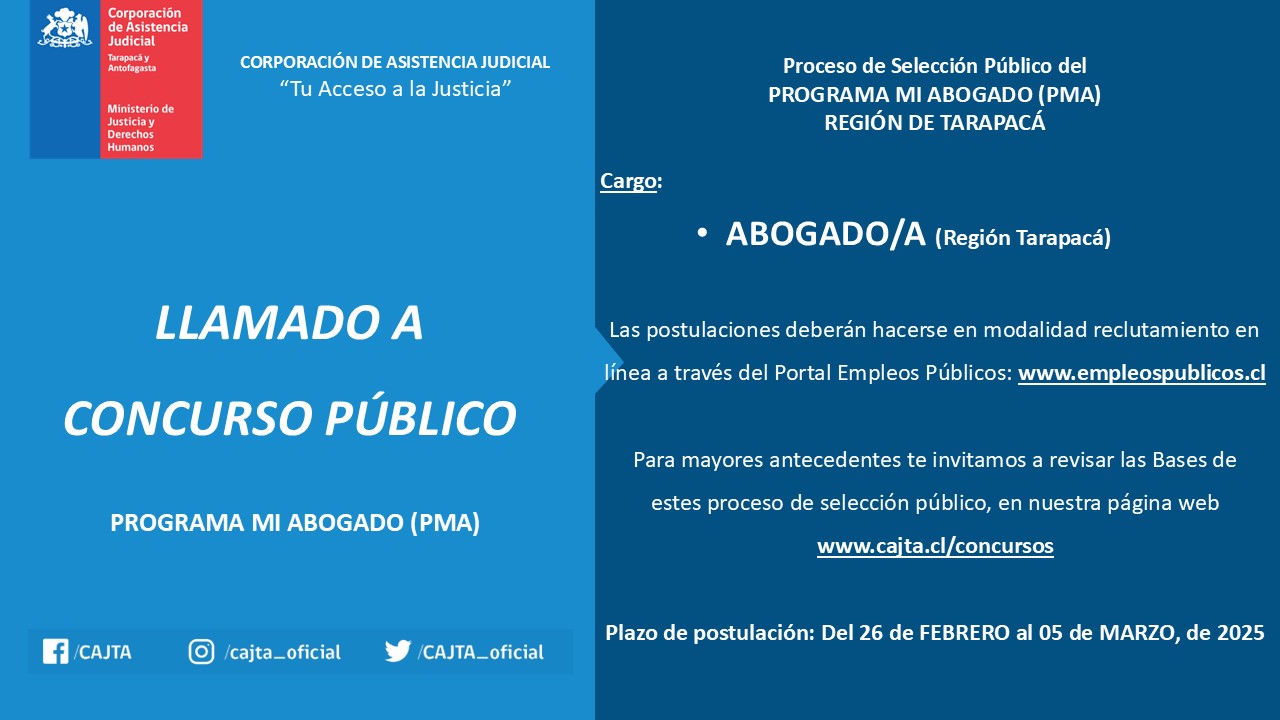 Corporación
de Asistencia
Judicial
Tarapacá y
Antofagasta
Ministerio de
Justicia y
Derechos
Humanos
CORPORACIÓN DE ASISTENCIA JUDICIAL
“Tu Acceso a la Justicia”
LLAMADO A
CONCURSO PÚBLICO
PROGRAMA MI ABOGADO (PMA)
/CAJTA
/cajta_oficial
/CAJTA_oficial
Proceso de Selección Público del
PROGRAMA MI ABOGADO (PMA)
REGIÓN DE TARAPACÁ
Cargo:
• ABOGADO/A (Región Tarapacá)
Las postulaciones deberán hacerse en modalidad reclutamiento en
línea a través del Portal Empleos Públicos: www.empleospublicos.cl
Para mayores antecedentes te invitamos a revisar las Bases de
estes proceso de selección público, en nuestra página web
www.cajta.cl/concursos
Plazo de postulación: Del 26 de FEBRERO al 05 de MARZO, de 2025